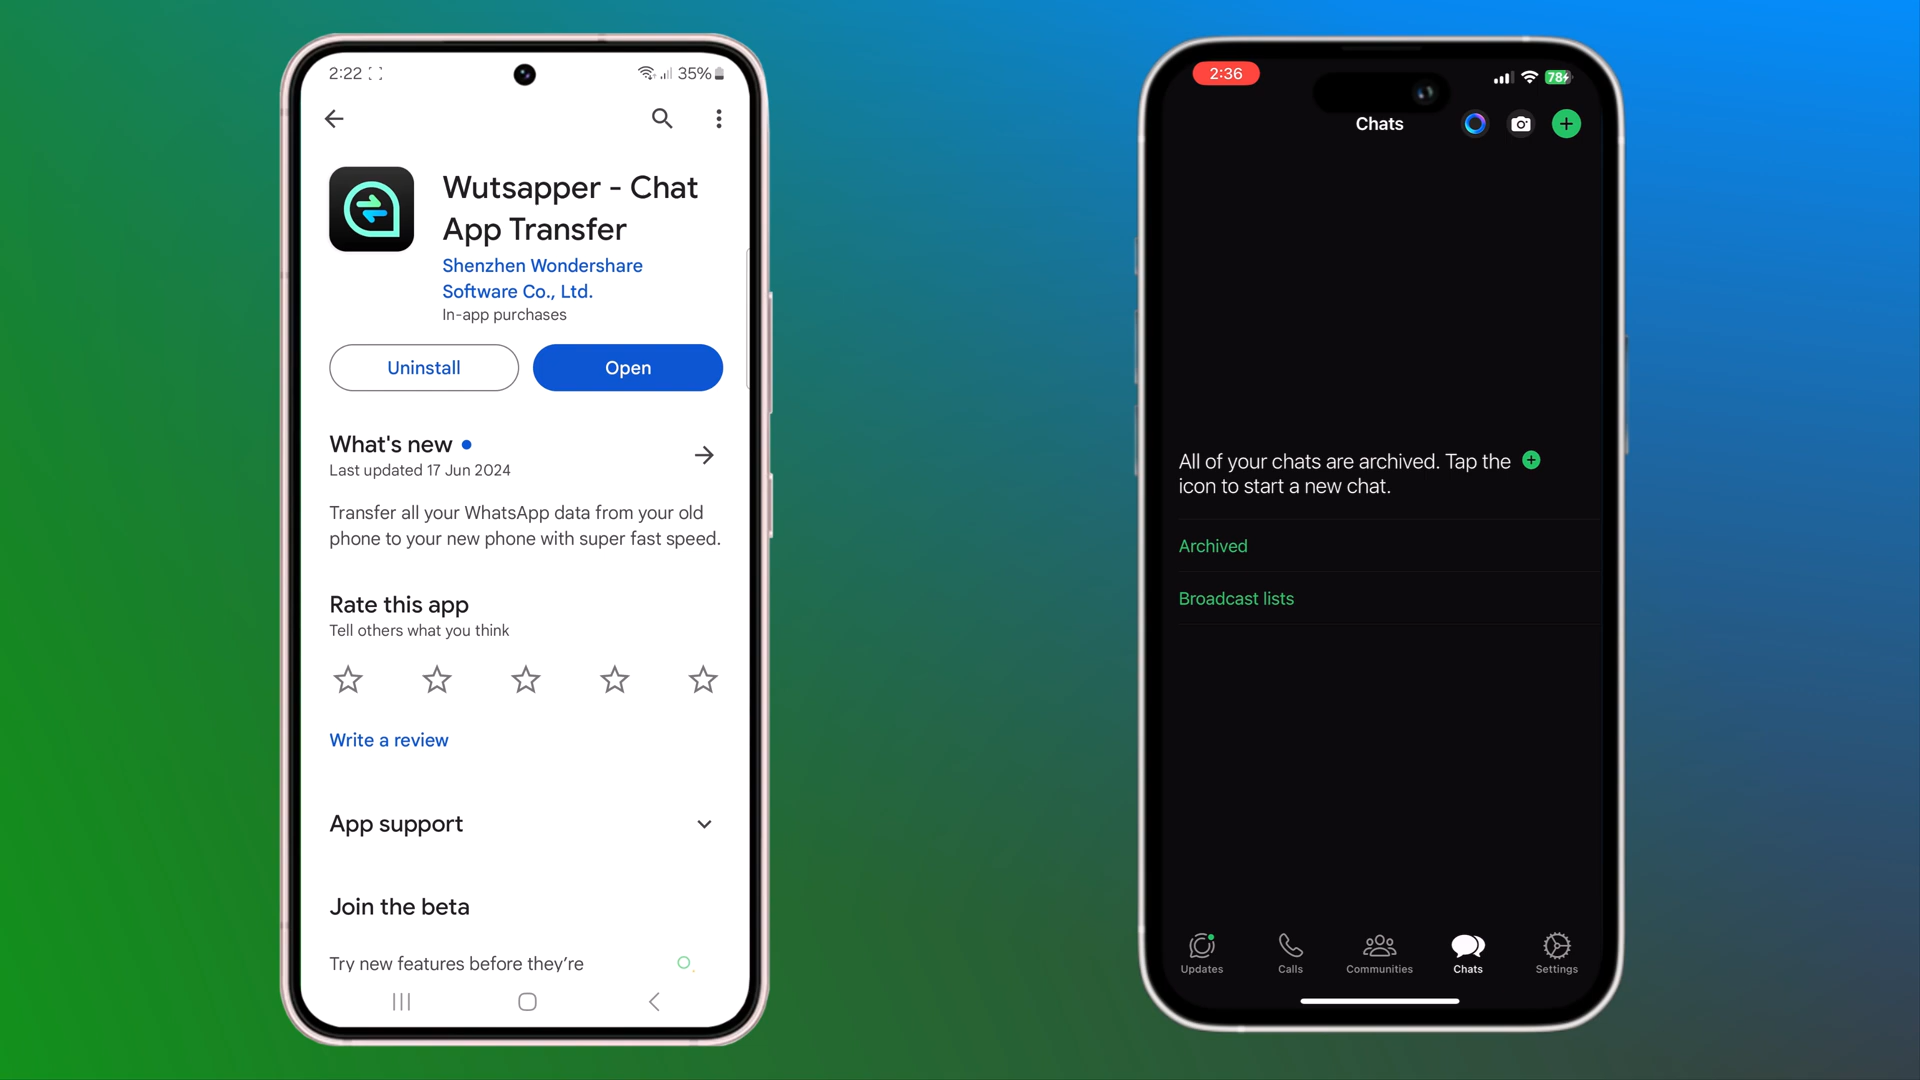 2:22
35%
Wutsapper - Chat
App Transfer
Shenzhen Wondershare
Software Co., Ltd.
In-app purchases
Uninstall
Open
What's new
Last updated 17 Jun 2024
Transfer all your WhatsApp data from your old
phone to your new phone with super fast speed.
Rate this app
Tell others what you think
Write a review
App support
Join the beta
Try new features before they're
2:36
78
Chats
All of your chats are archived. Tap the
icon to start a new chat.
Archived
Broadcast lists
Updates
Calls
Communities
Chats
Settings